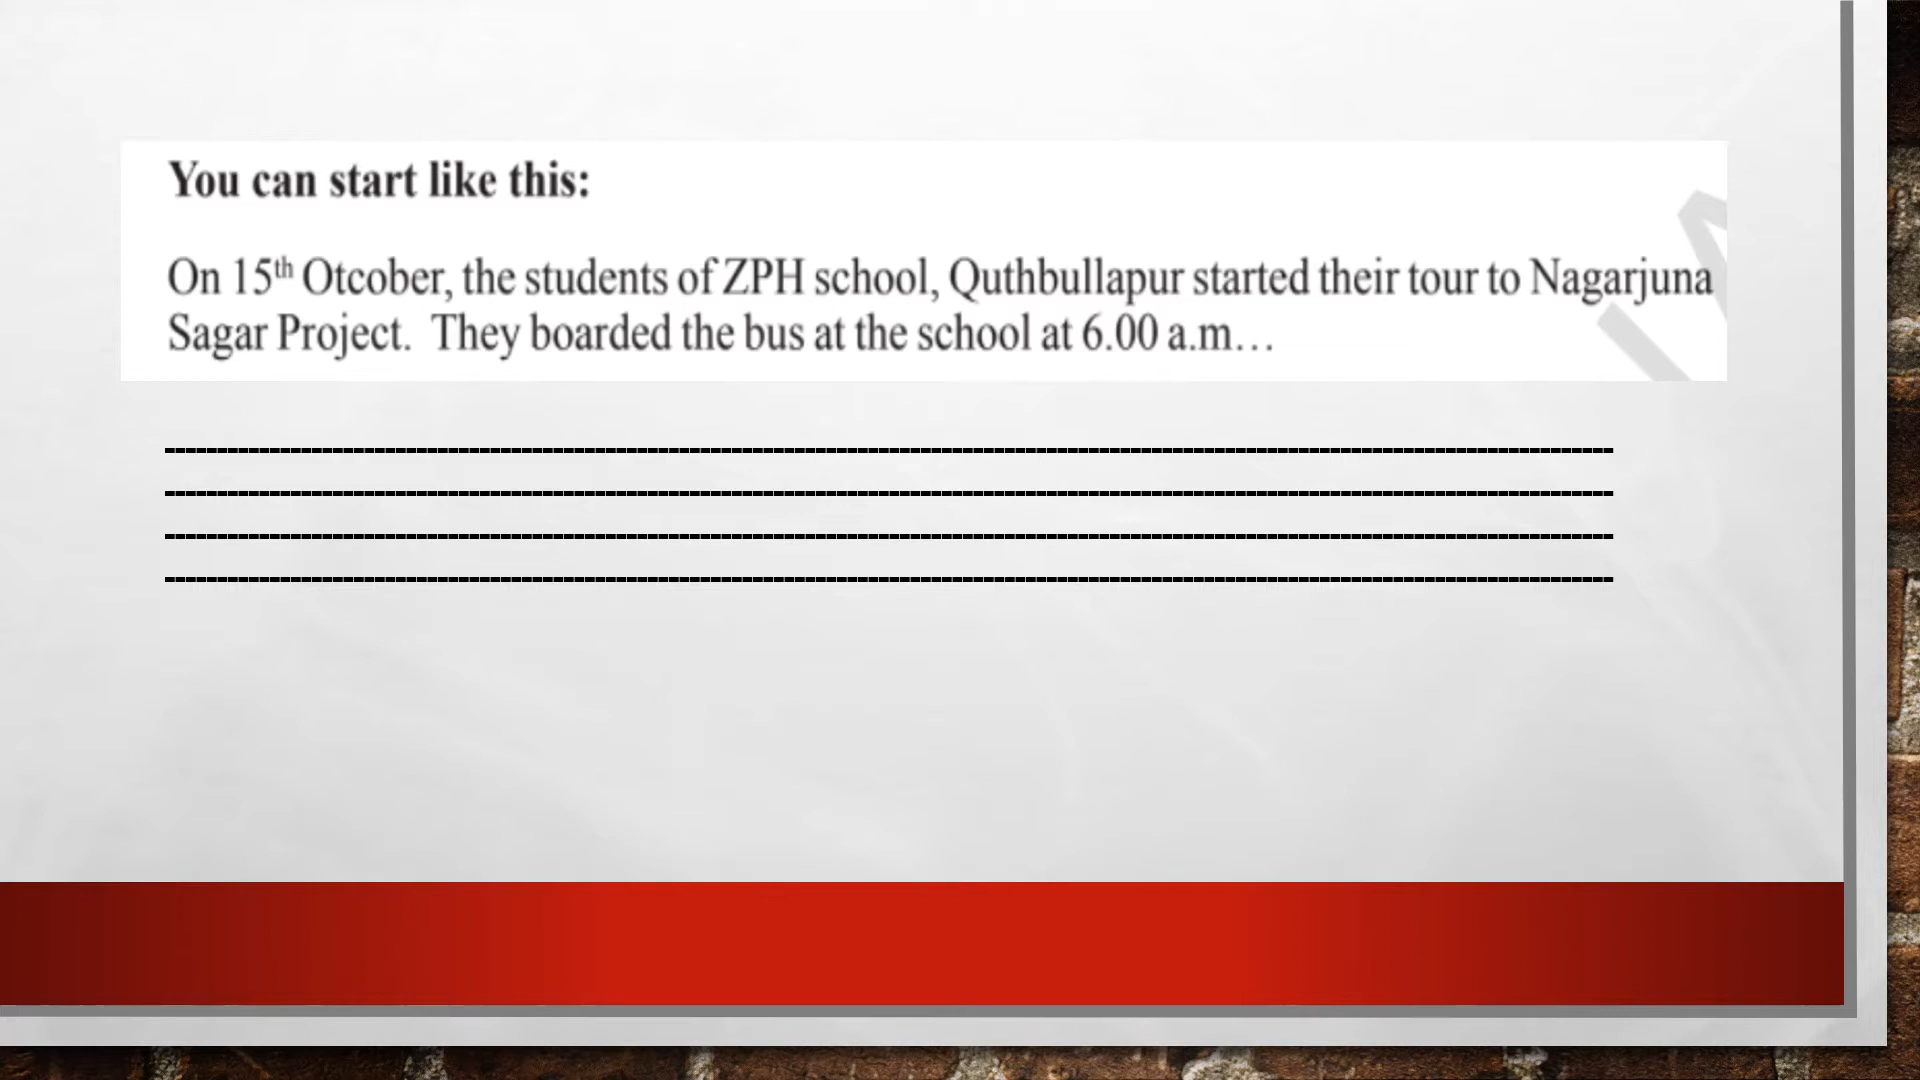 You can start like this:
On 15th Otcober, the students of ZPH school, Quthbullapur started their tour to Nagarjuna
Sagar Project. They boarded the bus at the school at 6.00 a.m…